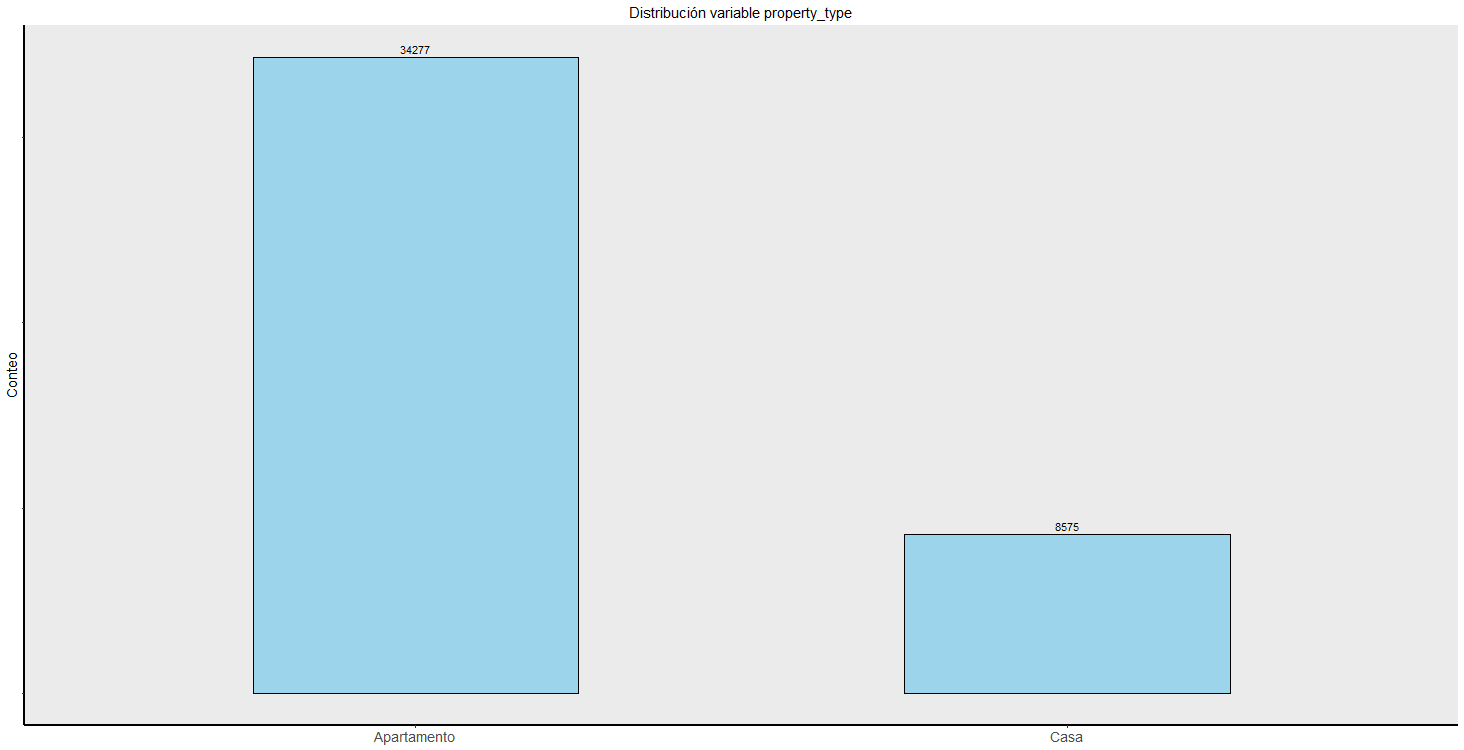 Distribución variable property_type
34277
8575
Conteo
Apartamento
Casa